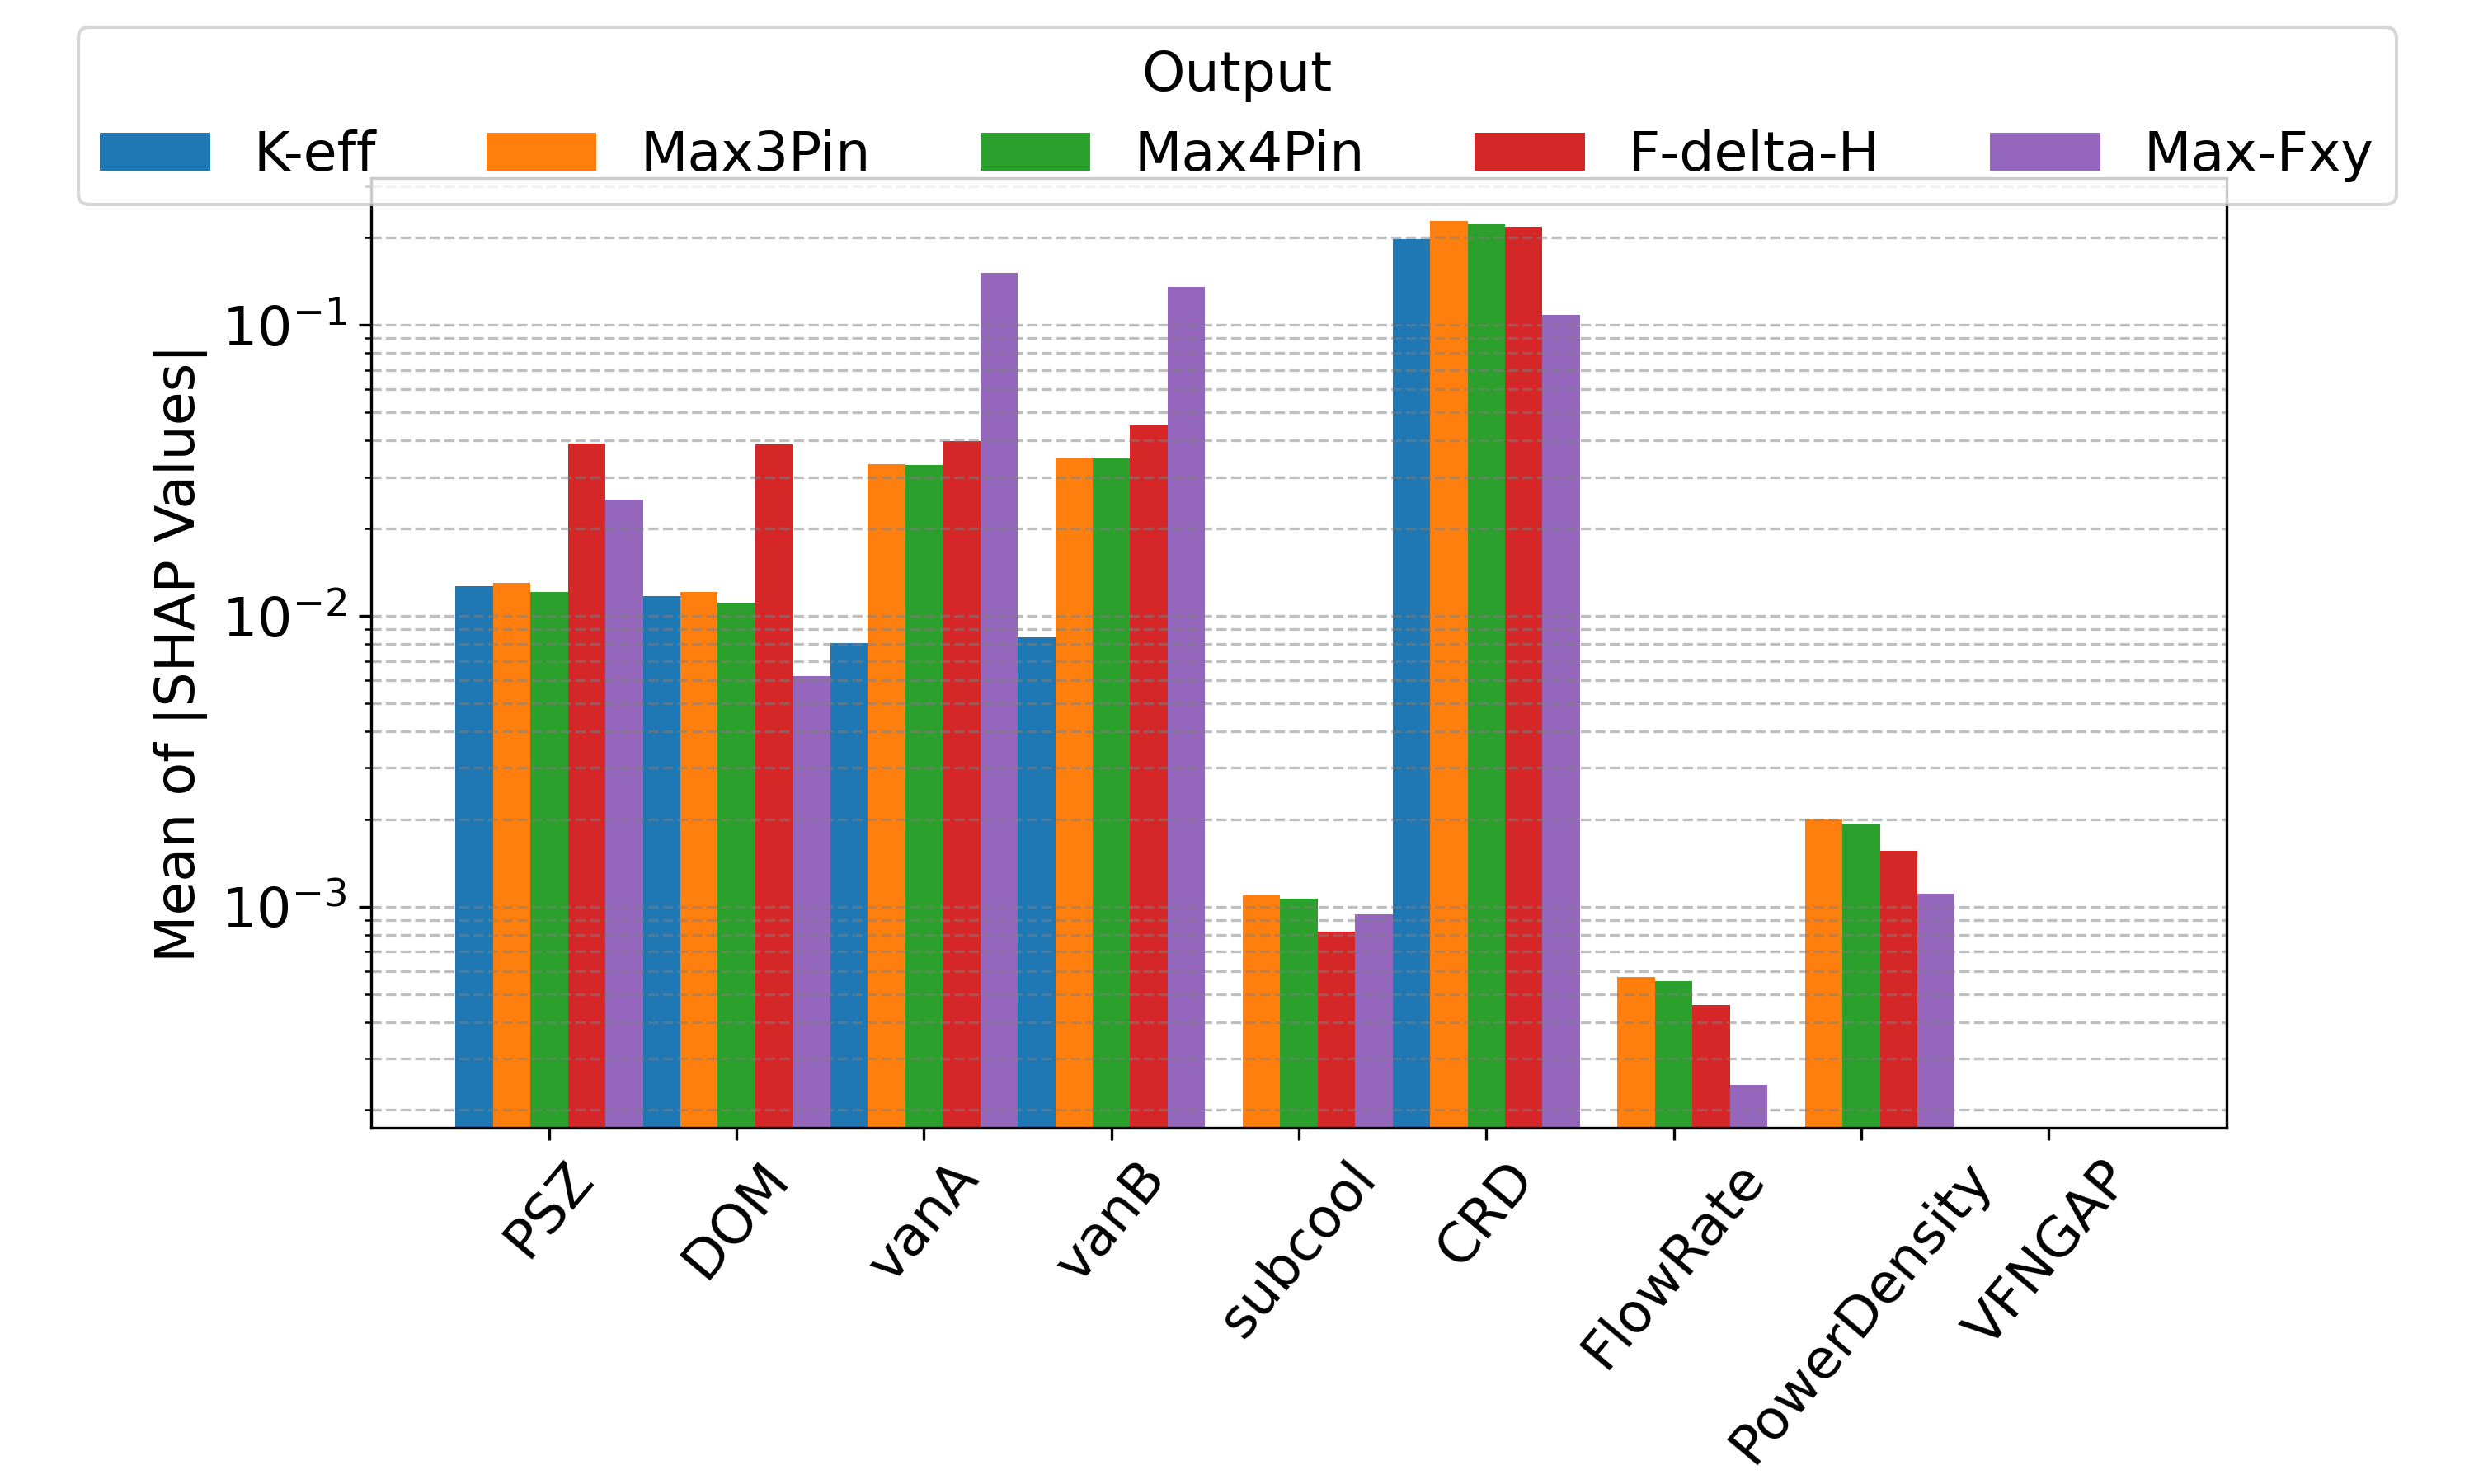 Output
K-eff Max3Pin Max4Pin F-delta-H Max-Fxy
Mean of |SHAP Values|
10⁻¹
10⁻²
10⁻³
PSZ DOM vanA vanB subcool CRD FlowRate PowerDensity VFNGAP